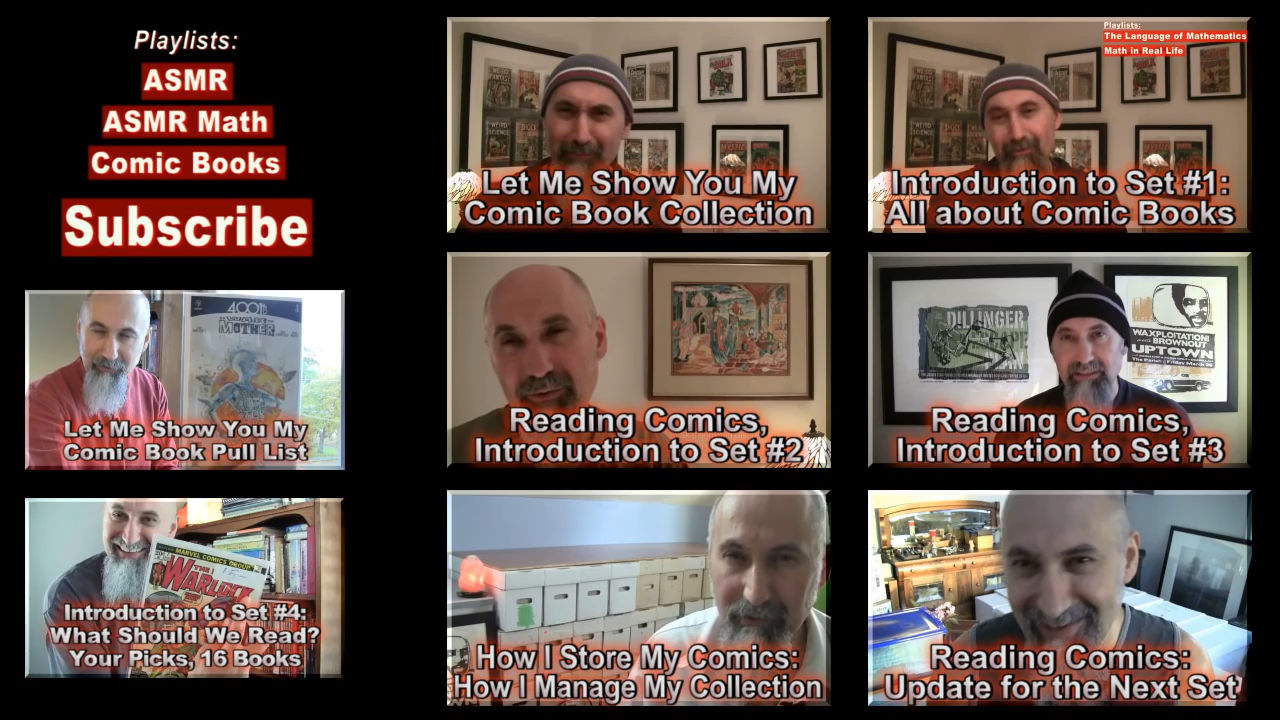 Playlists:
ASMR
ASMR Math
Comic Books
Subscribe
Let Me Show You My
Comic Book Pull List
MOTHER
Introduction to Set #4:
What Should We Read?
Your Picks, 16 Books
MARVEL COMICS GROUP
WARLOCK
Let Me Show You My
Comic Book Collection
Playlists:
The Language of Mathematics
Math in Real Life
Introduction to Set #1:
All about Comic Books
Reading Comics,
Introduction to Set #2
DILLINGER
WAXPLOITATION!
BROWNOUT
UPTOWN
Reading Comics,
Introduction to Set #3
How I Store My Comics:
How I Manage My Collection
Reading Comics:
Update for the Next Set